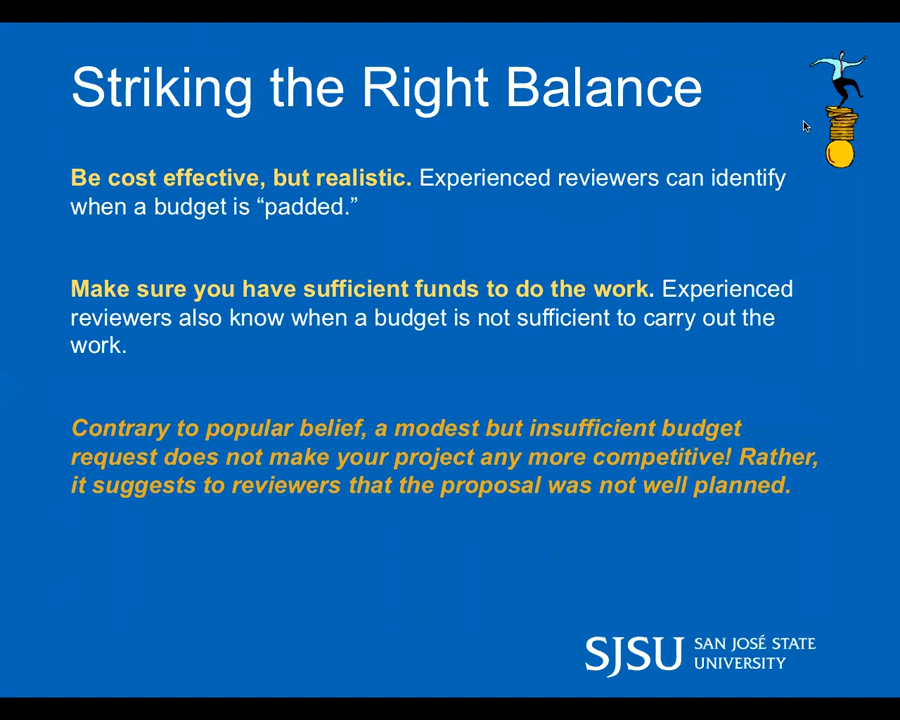 Striking the Right Balance
Be cost effective, but realistic. Experienced reviewers can identify
when a budget is “padded.”
Make sure you have sufficient funds to do the work. Experienced
reviewers also know when a budget is not sufficient to carry out the
work.
Contrary to popular belief, a modest but insufficient budget
request does not make your project any more competitive! Rather,
it suggests to reviewers that the proposal was not well planned.
SJSU SAN JOSÉ STATE
UNIVERSITY